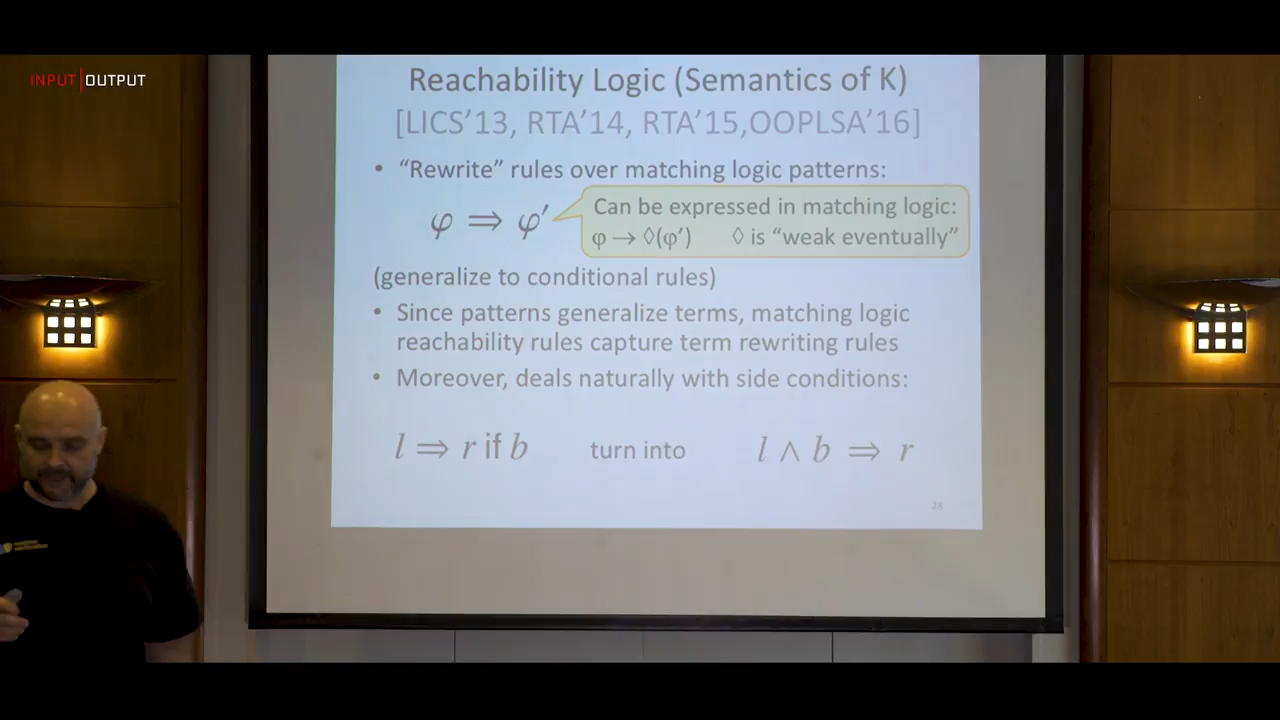 INPUT|OUTPUT
Reachability Logic (Semantics of K)
[LICS’13, RTA’14, RTA’15,OOPLSA’16]
• “Rewrite” rules over matching logic patterns:
φ ⇒ φ′
Can be expressed in matching logic:
φ → ◊(φ’) ◊ is “weak eventually”
(generalize to conditional rules)
• Since patterns generalize terms, matching logic
reachability rules capture term rewriting rules
• Moreover, deals naturally with side conditions:
l ⇒ r if b turn into l ∧ b ⇒ r
28